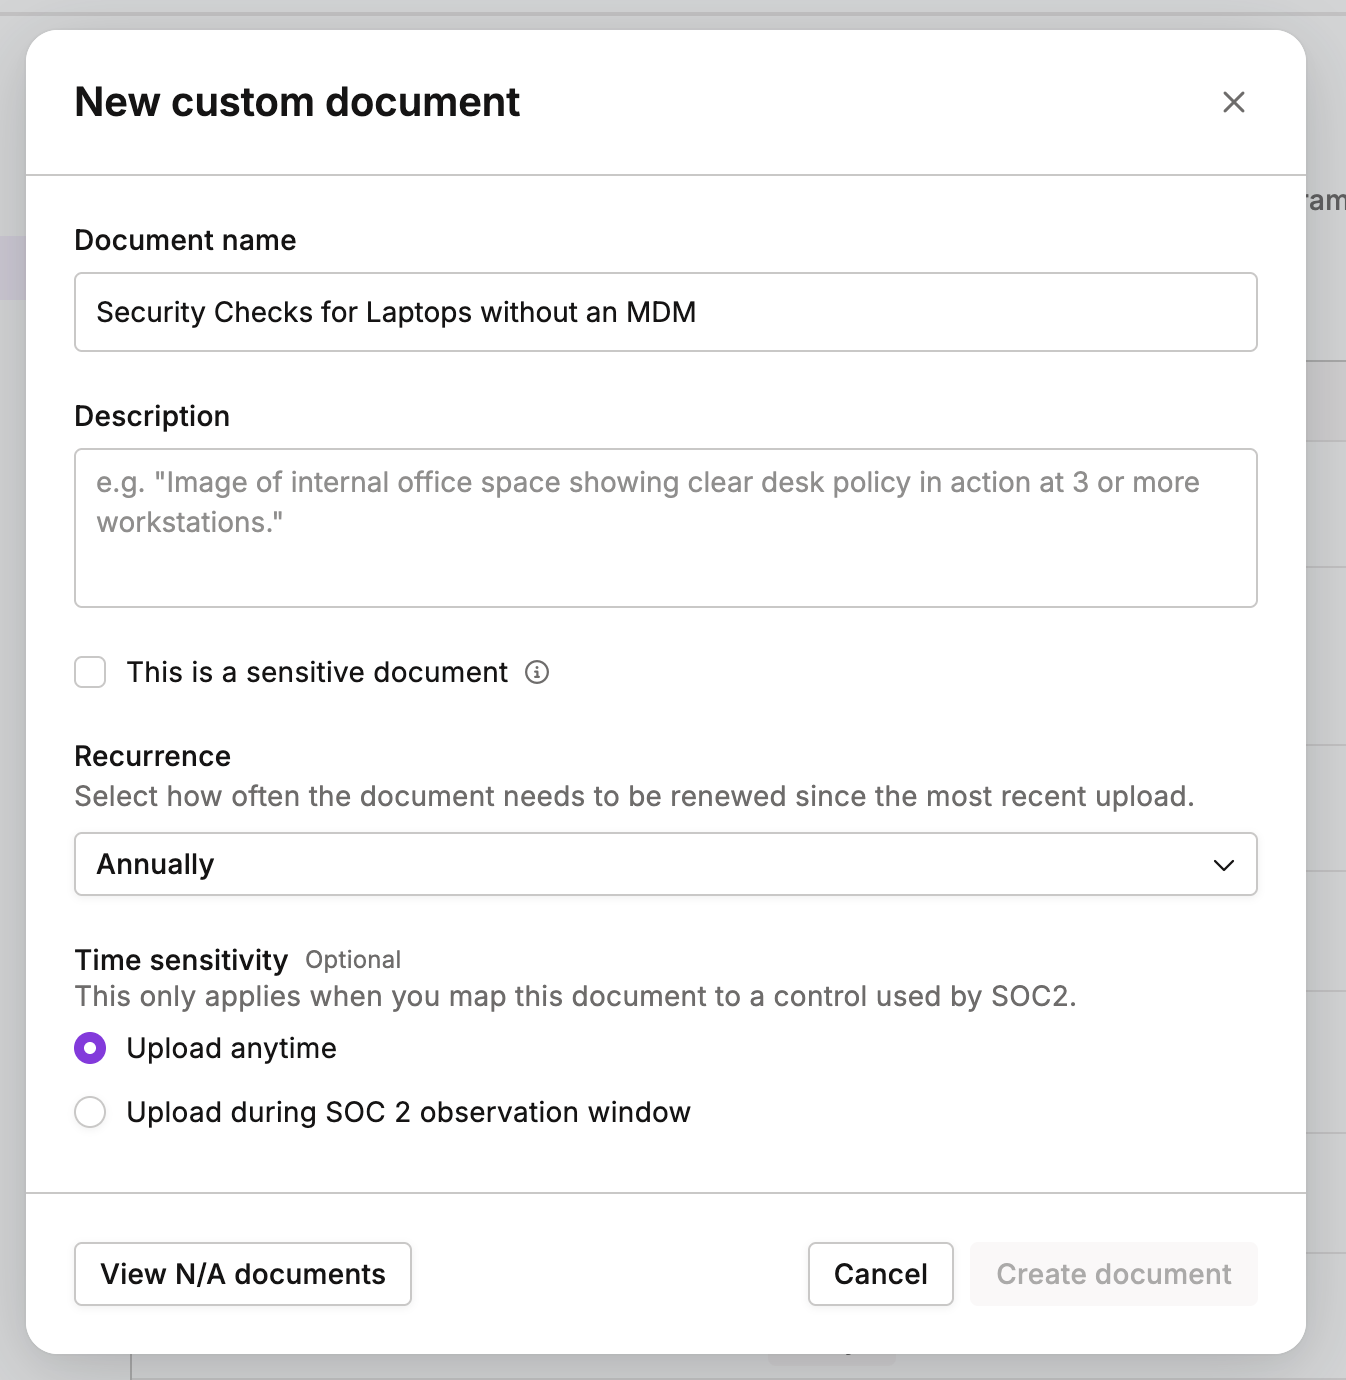 New custom document
Document name
Security Checks for Laptops without an MDM
Description
e.g. "Image of internal office space showing clear desk policy in action at 3 or more
workstations."
This is a sensitive document
Recurrence
Select how often the document needs to be renewed since the most recent upload.
Annually
Time sensitivity Optional
This only applies when you map this document to a control used by SOC2.
Upload anytime
Upload during SOC 2 observation window
View N/A documents
Cancel
Create document